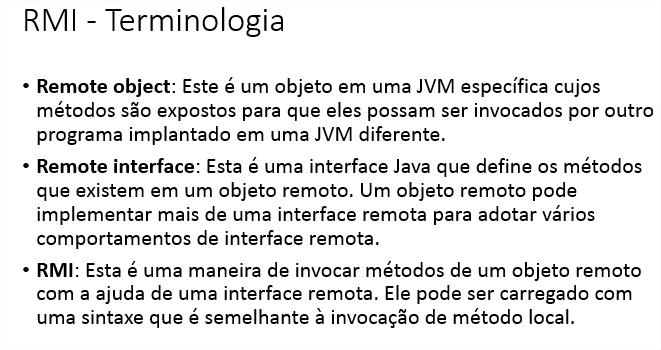 RMI - Terminologia
• Remote object: Este é um objeto em uma JVM específica cujos
métodos são expostos para que eles possam ser invocados por outro
programa implantado em uma JVM diferente.
• Remote interface: Esta é uma interface Java que define os métodos
que existem em um objeto remoto. Um objeto remoto pode
implementar mais de uma interface remota para adotar vários
comportamentos de interface remota.
• RMI: Esta é uma maneira de invocar métodos de um objeto remoto
com a ajuda de uma interface remota. Ele pode ser carregado com
uma sintaxe que é semelhante à invocação de método local.